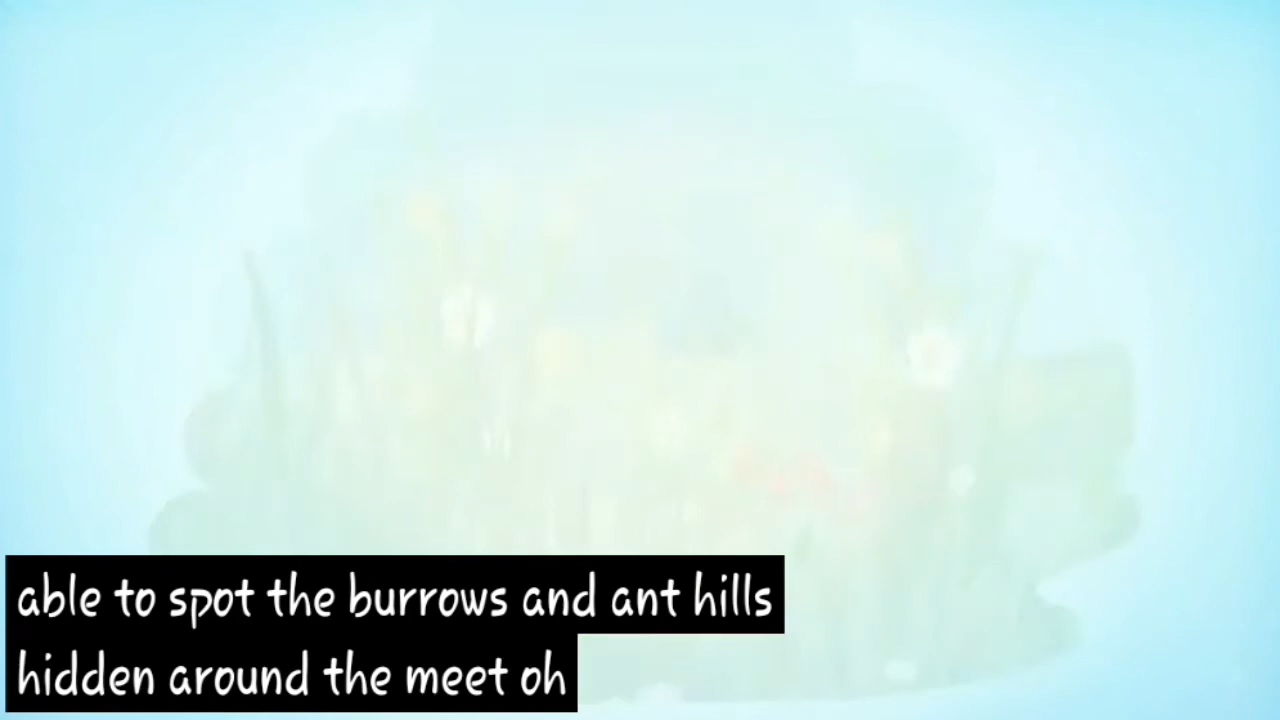 able to spot the burrows and ant hills
hidden around the meet oh